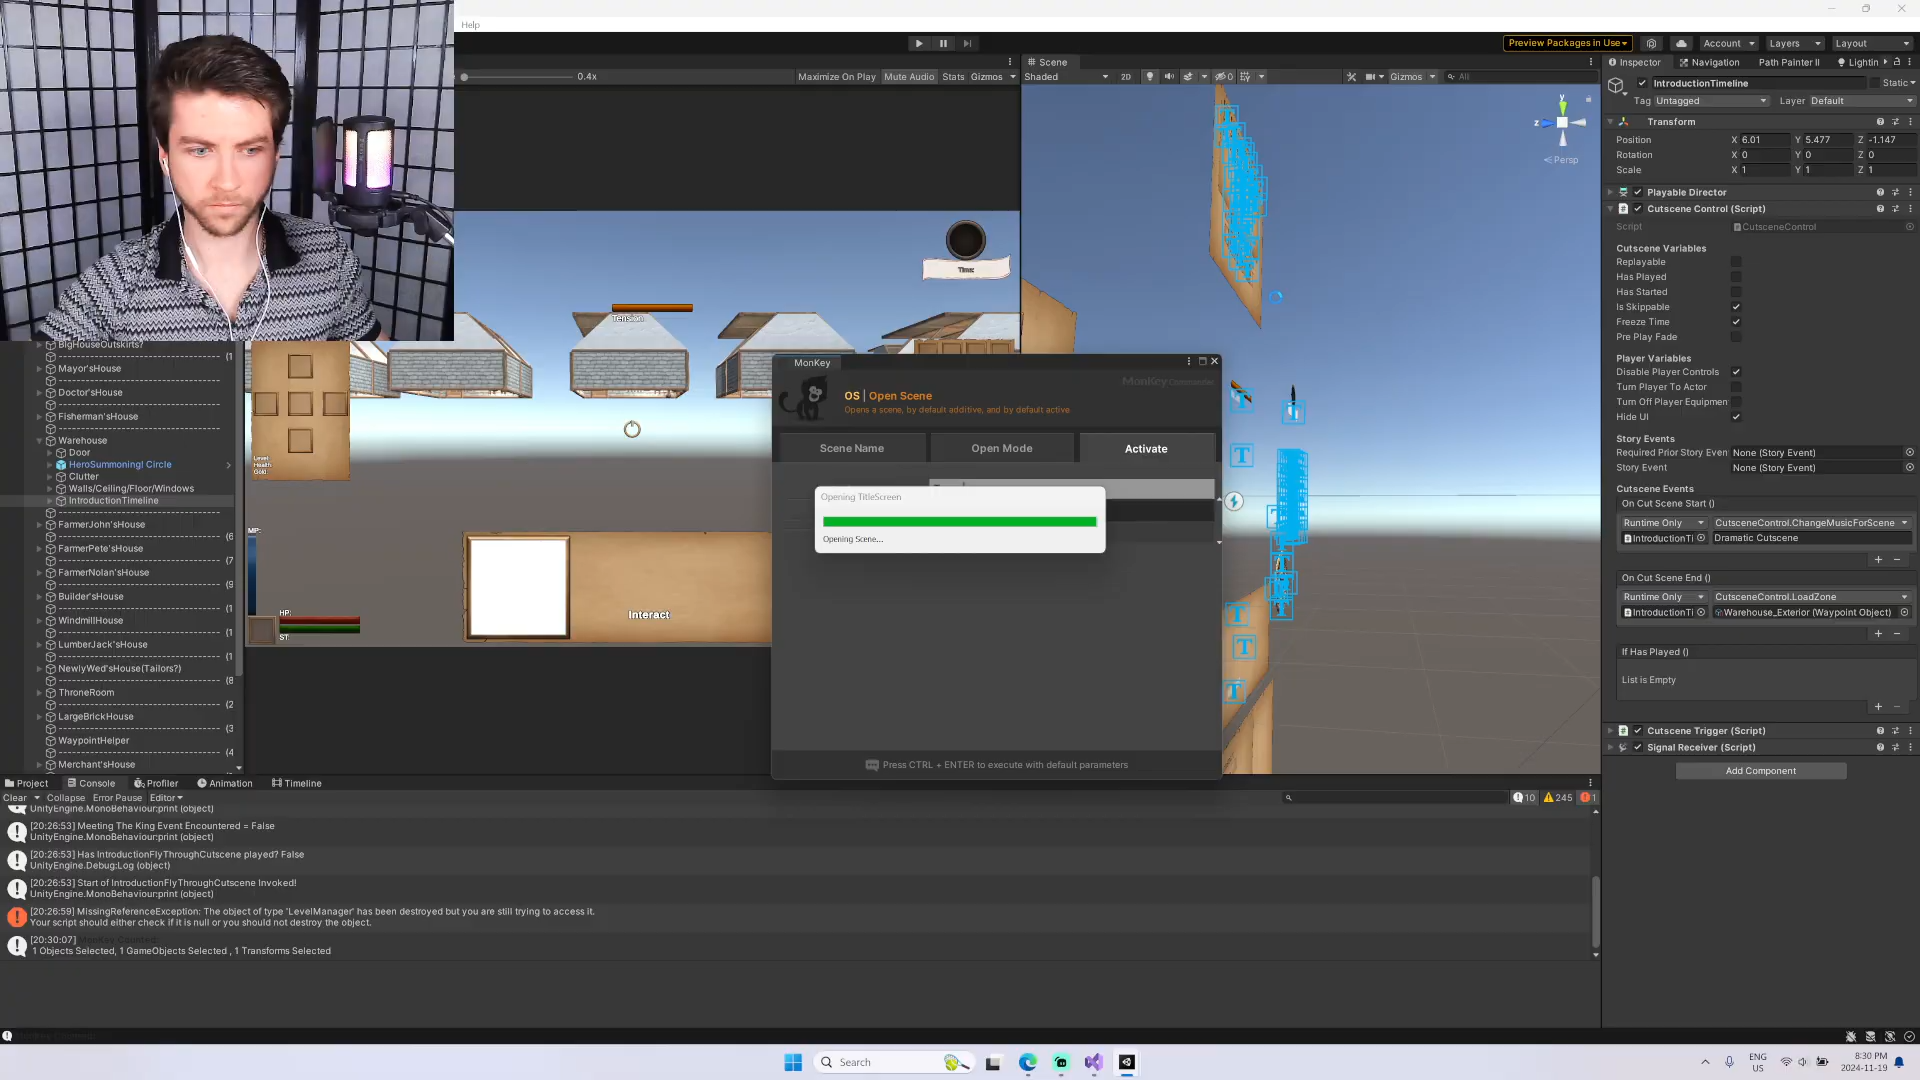 Help
Preview Packages in Use
Account
Layers
Layout
0.4x
Maximize On Play
Mute Audio
Stats
Gizmos
Scene
Shaded
2D
Gizmos
All
Inspector
Navigation
Path Painter II
Lightin
IntroductionTimeline
Static
Tag
Untagged
Layer
Default
Transform
Position
X 6.01
Y 5.477
Z -1.147
Rotation
X 0
Y 0
Z 0
Scale
X 1
Y 1
Z 1
Playable Director
Cutscene Control (Script)
Script
CutsceneControl
Cutscene Variables
Replayable
Has Played
Has Started
Is Skippable
Freeze Time
Pre Play Fade
Player Variables
Disable Player Controls
Turn Player To Actor
Turn Off Player Equipmen
Hide UI
Story Events
Required Prior Story Even
None (Story Event)
Story Event
None (Story Event)
Cutscene Events
On Cut Scene Start ()
Runtime Only
CutsceneControl.ChangeMusicForScene
IntroductionTi
Dramatic Cutscene
On Cut Scene End ()
Runtime Only
CutsceneControl.LoadZone
IntroductionTi
Warehouse_Exterior (Waypoint Object)
If Has Played ()
List is Empty
Cutscene Trigger (Script)
Signal Receiver (Script)
Add Component
y
z
Persp
Time:
Tension
Level:
Health
Gold:
MP:
HP:
ST:
Interact
BigHouseOutskirts?
Mayor'sHouse
Doctor'sHouse
Fisherman'sHouse
Warehouse
Door
HeroSummoning! Circle
Clutter
Walls/Ceiling/Floor/Windows
IntroductionTimeline
FarmerJohn'sHouse
FarmerPete'sHouse
FarmerNolan'sHouse
Builder'sHouse
WindmillHouse
LumberJack'sHouse
NewlyWed'sHouse(Tailors?)
ThroneRoom
LargeBrickHouse
WaypointHelper
Merchant'sHouse
MonKey
MonKey Commander
OS | Open Scene
Opens a scene, by default additive, and by default active.
Scene Name
Open Mode
Activate
Opening TitleScreen
Opening Scene...
Press CTRL + ENTER to execute with default parameters
Project
Console
Profiler
Animation
Timeline
Clear
Collapse
Error Pause
Editor
10
245
1
UnityEngine.MonoBehaviour:print (object)
[20:26:53] Meeting The King Event Encountered = False
UnityEngine.MonoBehaviour:print (object)
[20:26:53] Has IntroductionFlyThroughCutscene played? False
UnityEngine.Debug:Log (object)
[20:26:53] Start of IntroductionFlyThroughCutscene Invoked!
UnityEngine.MonoBehaviour:print (object)
[20:26:59] MissingReferenceException: The object of type 'LevelManager' has been destroyed but you are still trying to access it.
Your script should either check if it is null or you should not destroy the object.
[20:30:07]
1 Objects Selected, 1 GameObjects Selected , 1 Transforms Selected
Search
ENG
US
8:30 PM
2024-11-19